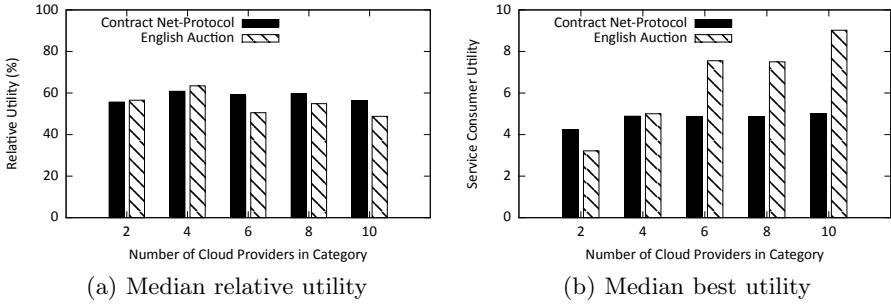 Relative Utility (%)
100
80
60
40
20
0
Contract Net-Protocol
English Auction
2 4 6 8 10
Number of Cloud Providers in Category
(a) Median relative utility
Service Consumer Utility
10
8
6
4
2
0
Contract Net-Protocol
English Auction
2 4 6 8 10
Number of Cloud Providers in Category
(b) Median best utility